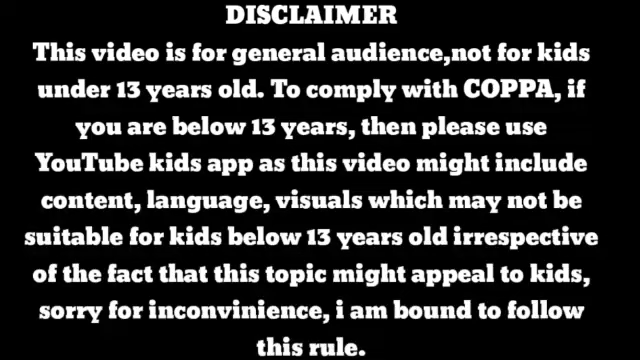 DISCLAIMER
This video is for general audience,not for kids
under 13 years old. To comply with COPPA, if
you are below 13 years, then please use
YouTube kids app as this video might include
content, language, visuals which may not be
suitable for kids below 13 years old irrespective
of the fact that this topic might appeal to kids,
sorry for inconvinience, i am bound to follow
this rule.